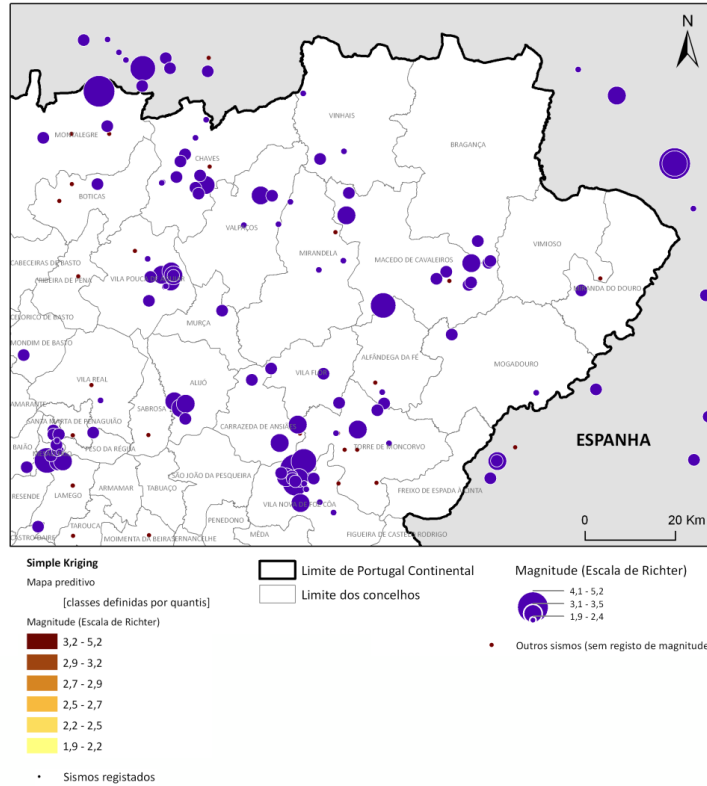 N
VINHAIS
BRAGANÇA
MONTALEGRE
CHAVES
BOTICAS
VALPAÇOS
VIMIOSO
MIRANDELA
MACEDO DE CAVALEIROS
CABECEIRAS DE BASTO
RIBEIRA DE PENA
VILA POUCA DE
MIRANDA DO DOURO
CELORICO DE BASTO
MURÇA
MONDIM DE BASTO
ALFÂNDEGA DA FÉ
MOGADOURO
VILA REAL
ALIJÓ
VILA FLOR
AMARANTE
SABROSA
SANTA MARTA DE PENAGUIÃO
CARRAZEDA DE ANSIÃES
ESPANHA
BAIÃO
PESO DA RÉGUA
TORRE DE MONCORVO
SÃO JOÃO DA PESQUEIRA
RESENDE
LAMEGO
ARMAMAR
TABUAÇO
FREIXO DE ESPADA À CINTA
VILA NOVA DE FOZ CÔA
PENEDONO
TAROUCA
CASTRO DAIRE
MOIMENTA DA BEIRA
SERNANCELHE
MÊDA
FIGUEIRA DE CASTELO RODRIGO
0 20 Km
Simple Kriging
Mapa preditivo
[classes definidas por quantis]
Magnitude (Escala de Richter)
3,2 - 5,2
2,9 - 3,2
2,7 - 2,9
2,5 - 2,7
2,2 - 2,5
1,9 - 2,2
Sismos registados
Limite de Portugal Continental
Limite dos concelhos
Magnitude (Escala de Richter)
4,1 - 5,2
3,1 - 3,5
1,9 - 2,4
Outros sismos (sem registo de magnitude